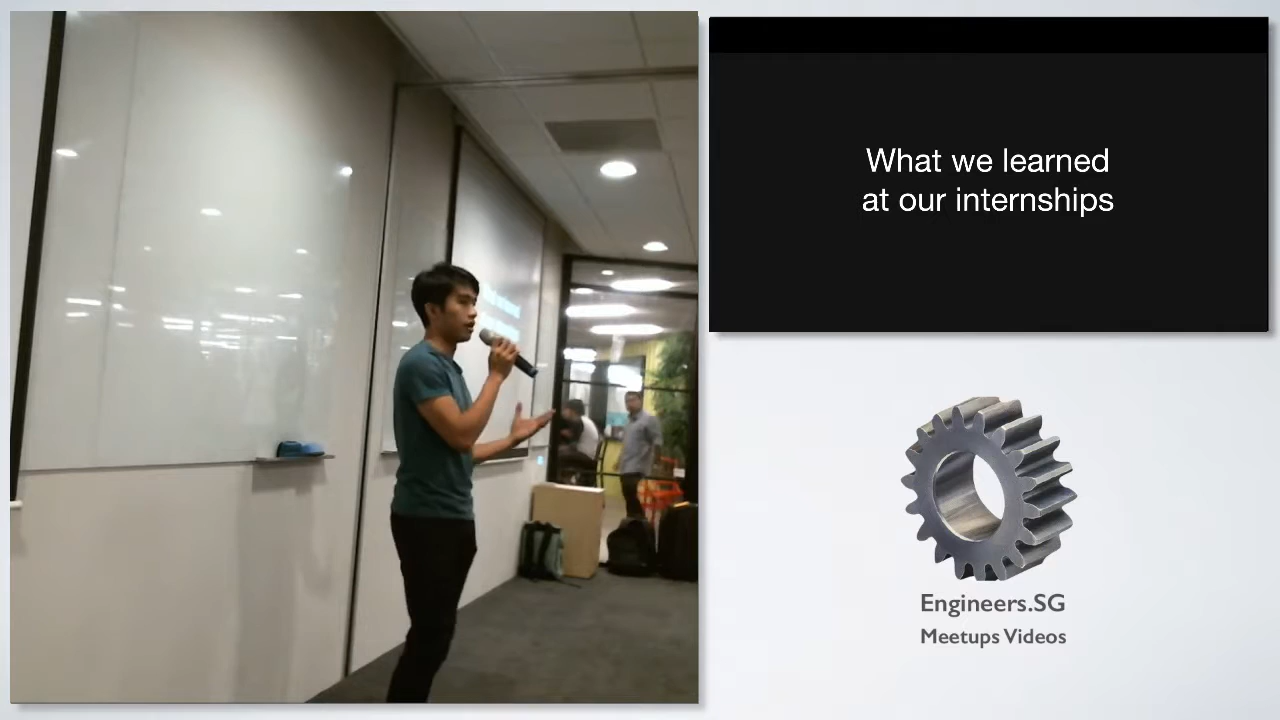 What we learned
at our internships
Engineers.SG
Meetups Videos